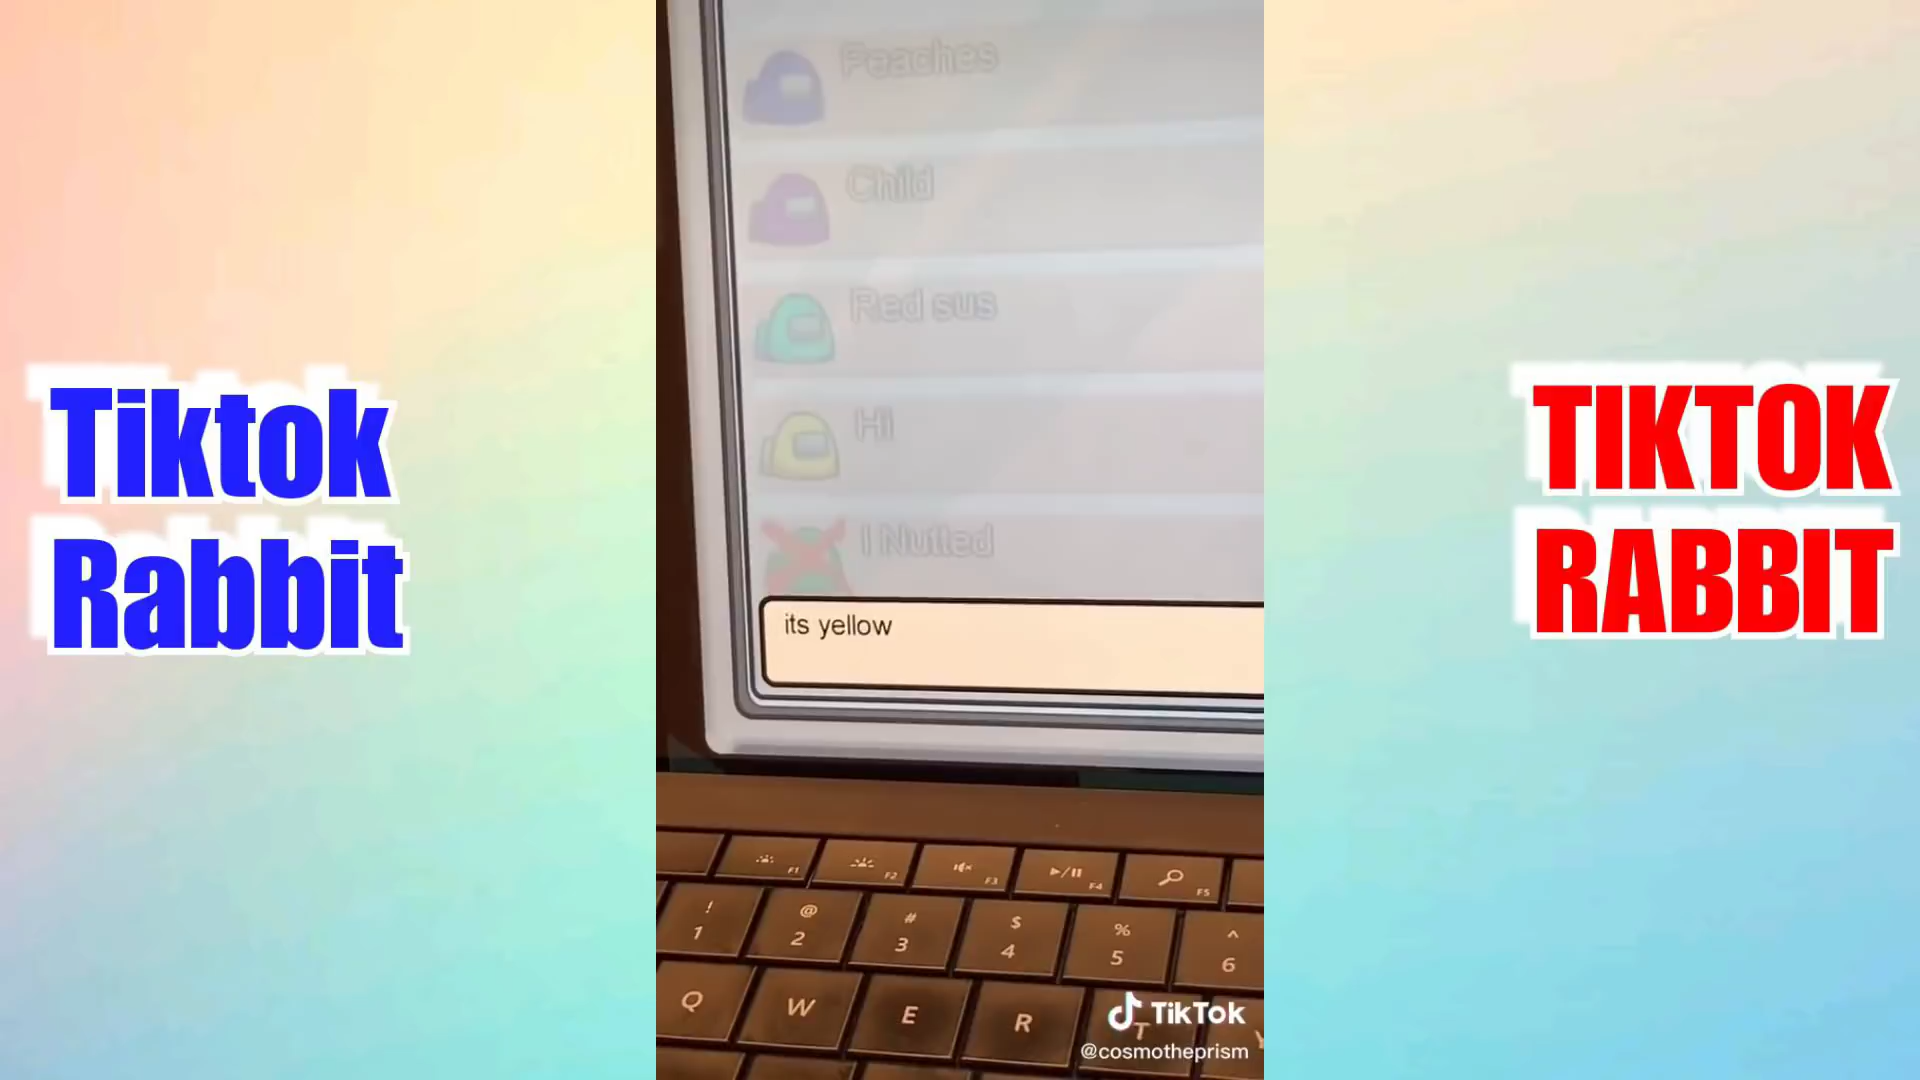 Tiktok
Rabbit
Peaches
Child
Red sus
Hi
I Nutted
its yellow
F1
F2
F3
F4
F5
! @ # $ % ^
1 2 3 4 5 6
Q W E R T
TikTok
@cosmotheprism
TIKTOK
RABBIT